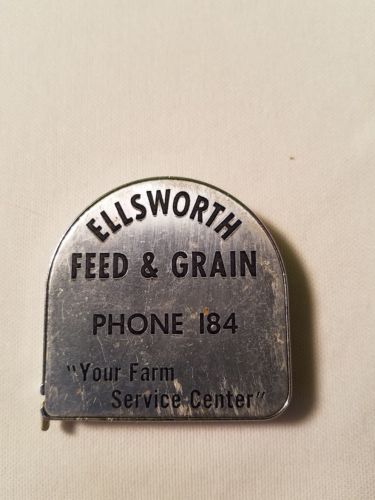 ELLSWORTH
FEED & GRAIN
PHONE 184
"Your Farm
Service Center"